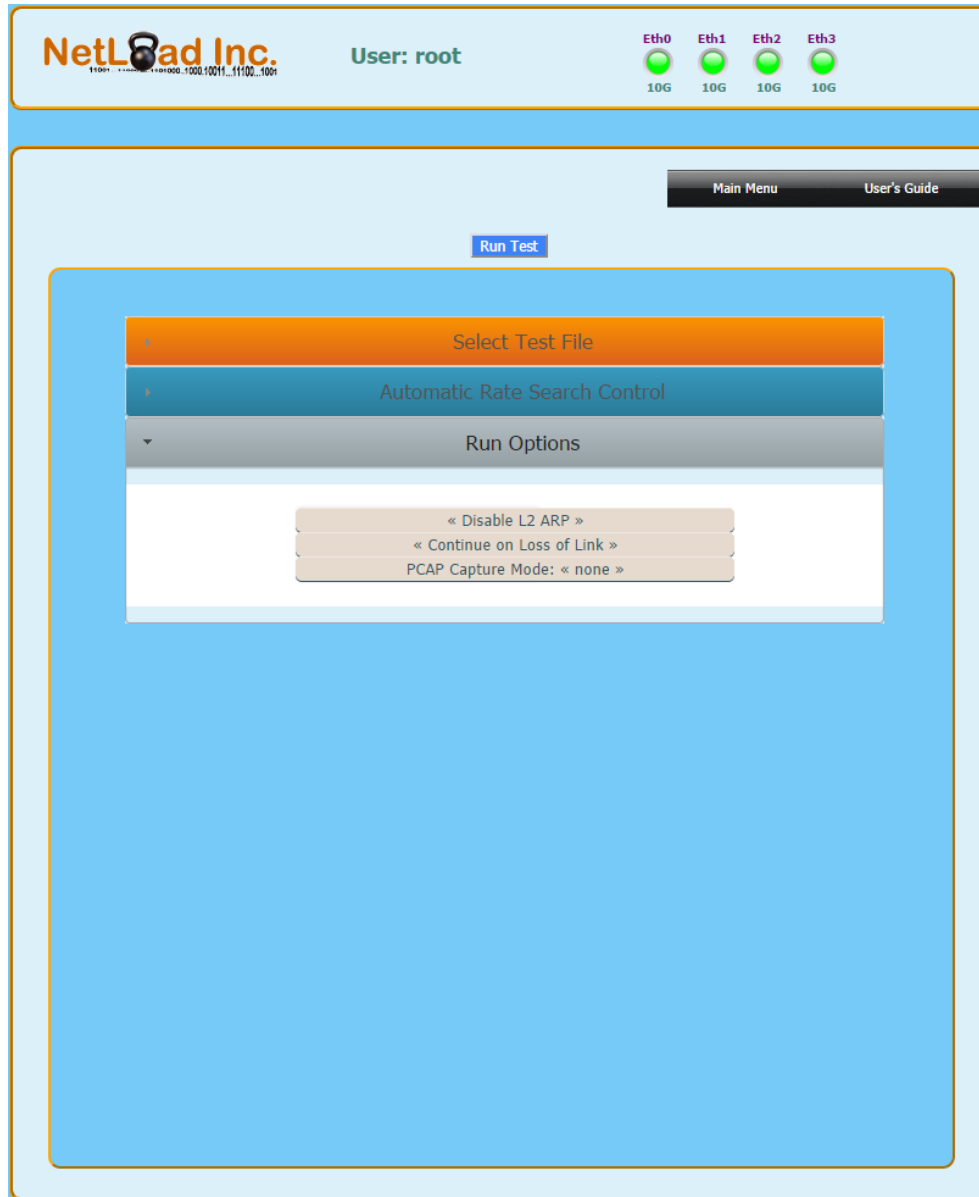 NetLoad Inc.
User: root
Eth0 Eth1 Eth2 Eth3
10G 10G 10G 10G
Main Menu User's Guide
Run Test
Select Test File
Automatic Rate Search Control
Run Options
« Disable L2 ARP »
« Continue on Loss of Link »
PCAP Capture Mode: « none »